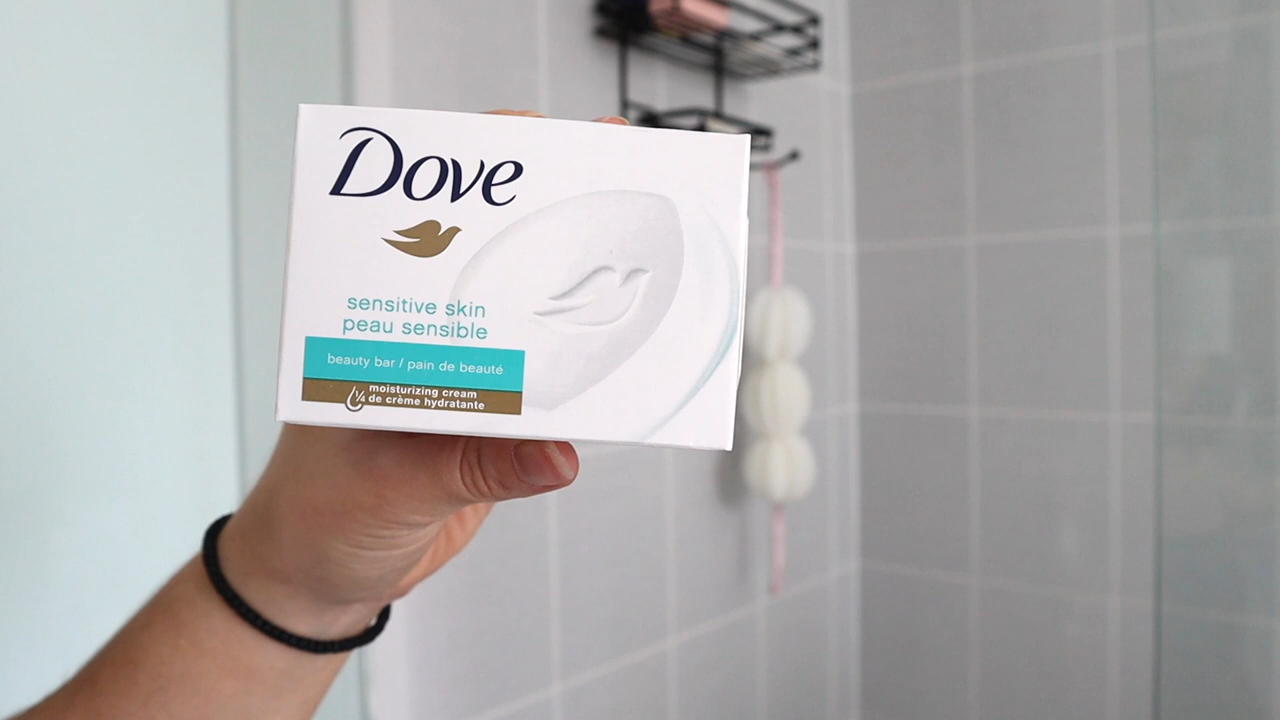 Dove
sensitive skin
peau sensible
beauty bar / pain de beauté
¼ moisturizing cream
de crème hydratante